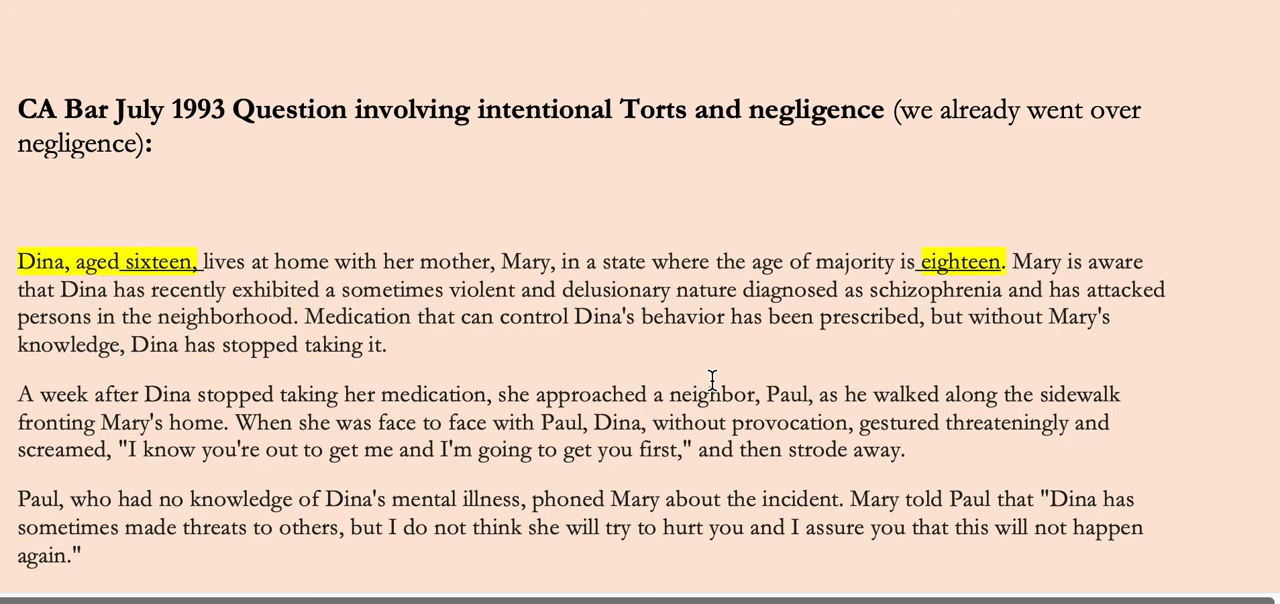 CA Bar July 1993 Question involving intentional Torts and negligence (we already went over
negligence):
Dina, aged sixteen, lives at home with her mother, Mary, in a state where the age of majority is eighteen. Mary is aware
that Dina has recently exhibited a sometimes violent and delusionary nature diagnosed as schizophrenia and has attacked
persons in the neighborhood. Medication that can control Dina's behavior has been prescribed, but without Mary's
knowledge, Dina has stopped taking it.
A week after Dina stopped taking her medication, she approached a neighbor, Paul, as he walked along the sidewalk
fronting Mary's home. When she was face to face with Paul, Dina, without provocation, gestured threateningly and
screamed, "I know you're out to get me and I'm going to get you first," and then strode away.
Paul, who had no knowledge of Dina's mental illness, phoned Mary about the incident. Mary told Paul that "Dina has
sometimes made threats to others, but I do not think she will try to hurt you and I assure you that this will not happen
again."